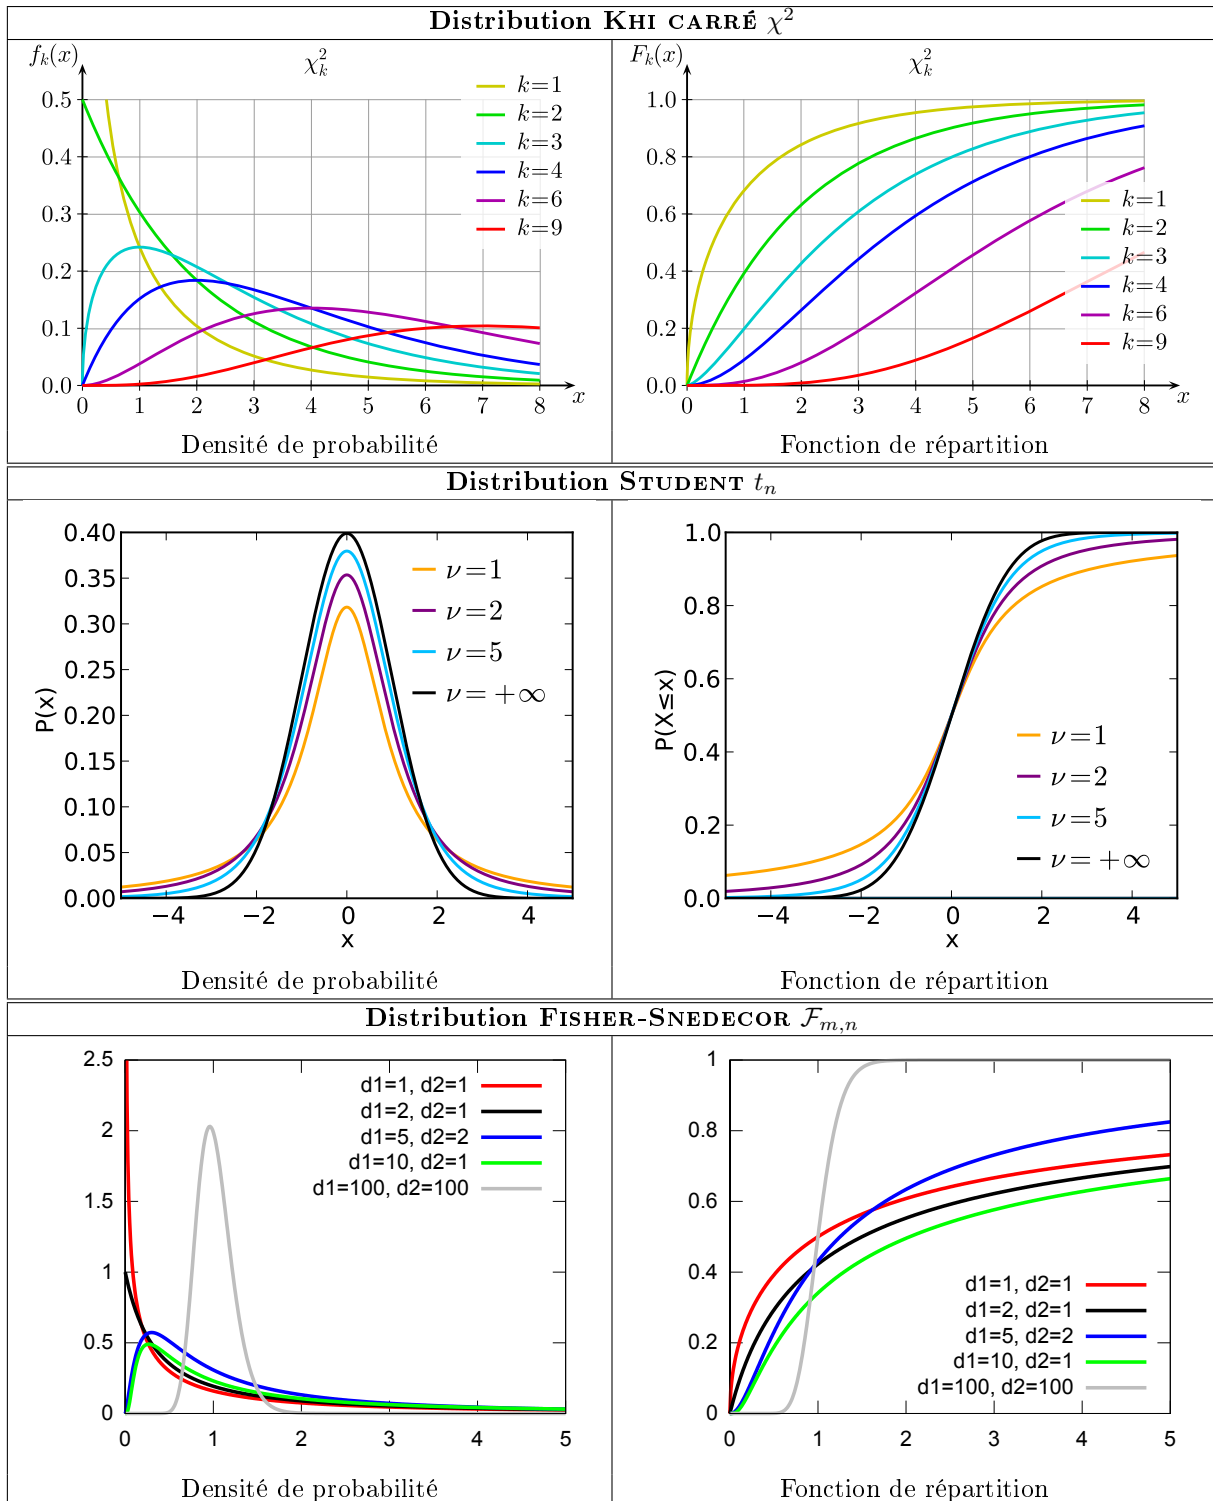 Distribution KHI CARRÉ χ²
f_k(x)
χ²_k
0.5
0.4
0.3
0.2
0.1
0.0
0 1 2 3 4 5 6 7 8 x
k=1
k=2
k=3
k=4
k=6
k=9
Densité de probabilité
F_k(x)
χ²_k
1.0
0.8
0.6
0.4
0.2
0.0
0 1 2 3 4 5 6 7 8 x
k=1
k=2
k=3
k=4
k=6
k=9
Fonction de répartition
Distribution STUDENT t_n
0.40
0.35
0.30
0.25
0.20
0.15
0.10
0.05
0.00
P(x)
−4 −2 0 2 4
x
ν=1
ν=2
ν=5
ν=+∞
Densité de probabilité
1.0
0.8
0.6
0.4
0.2
0.0
P(X≤x)
−4 −2 0 2 4
x
ν=1
ν=2
ν=5
ν=+∞
Fonction de répartition
Distribution FISHER-SNEDECOR ℱ_{m,n}
2.5
2
1.5
1
0.5
0
0 1 2 3 4 5
d1=1, d2=1
d1=2, d2=1
d1=5, d2=2
d1=10, d2=1
d1=100, d2=100
Densité de probabilité
1
0.8
0.6
0.4
0.2
0
0 1 2 3 4 5
d1=1, d2=1
d1=2, d2=1
d1=5, d2=2
d1=10, d2=1
d1=100, d2=100
Fonction de répartition